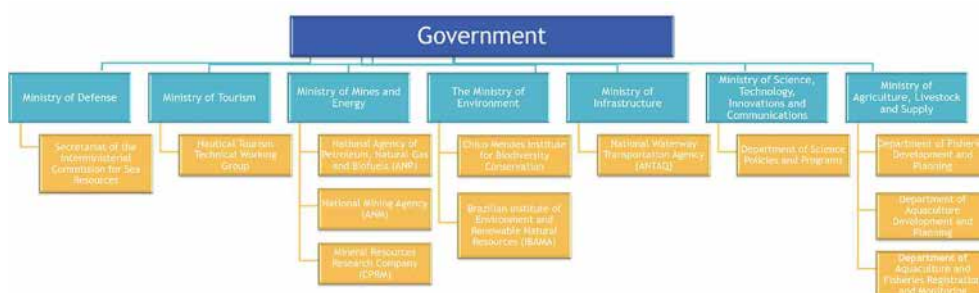 Government
Ministry of Defense
Ministry of Tourism
Ministry of Mines and
Energy
The Ministry of
Environment
Ministry of
Infrastructure
Ministry of Science,
Technology,
Innovations and
Communications
Ministry of
Agriculture, Livestock
and Supply
Secretariat of the
Interministerial
Commission for Sea
Resources
Nautical Tourism
Technical Working
Group
National Agency of
Petroleum, Natural Gas
and Biofuels (ANP)
National Mining Agency
(ANM)
Mineral Resources
Research Company
(CPRM)
Chico Mendes Institute
for Biodiversity
Conservation
Brazilian Institute of
Environment and
Renewable Natural
Resources (IBAMA)
National Waterway
Transportation Agency
(ANTAQ)
Department of Science
Policies and Programs
Department of Fisheries
Development and
Planning
Department of
Aquaculture
Development and
Planning
Department of
Aquaculture and
Fisheries Registration
and Monitoring